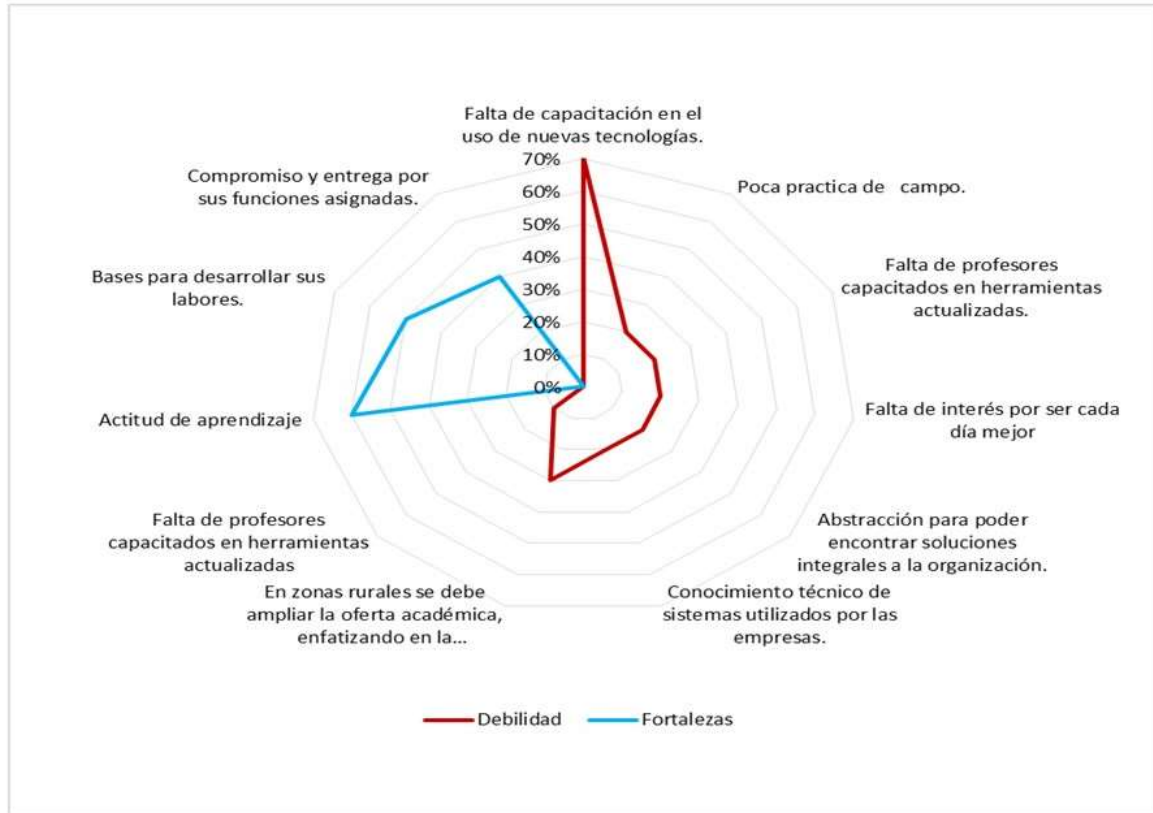 Falta de capacitación en el
uso de nuevas tecnologías.
70%
60%
50%
40%
30%
20%
10%
0%
Poca practica de campo.
Falta de profesores
capacitados en herramientas
actualizadas.
Falta de interés por ser cada
día mejor
Abstracción para poder
encontrar soluciones
integrales a la organización.
Conocimiento técnico de
sistemas utilizados por las
empresas.
En zonas rurales se debe
ampliar la oferta académica,
enfatizando en la...
Falta de profesores
capacitados en herramientas
actualizadas
Actitud de aprendizaje
Bases para desarrollar sus
labores.
Compromiso y entrega por
sus funciones asignadas.
Debilidad
Fortalezas